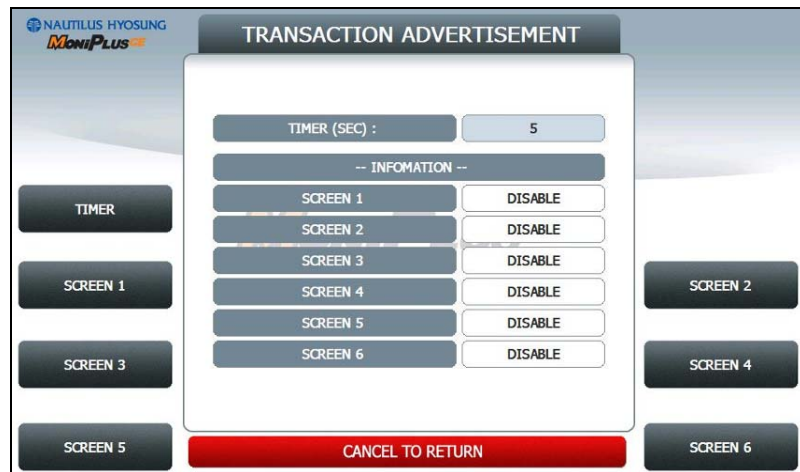 NAUTILUS HYOSUNG
MONIPLUSCE
TRANSACTION ADVERTISEMENT
TIMER (SEC) : 5
-- INFOMATION --
SCREEN 1 DISABLE
SCREEN 2 DISABLE
SCREEN 3 DISABLE
SCREEN 4 DISABLE
SCREEN 5 DISABLE
SCREEN 6 DISABLE
TIMER
SCREEN 1
SCREEN 2
SCREEN 3
SCREEN 4
SCREEN 5
CANCEL TO RETURN
SCREEN 6